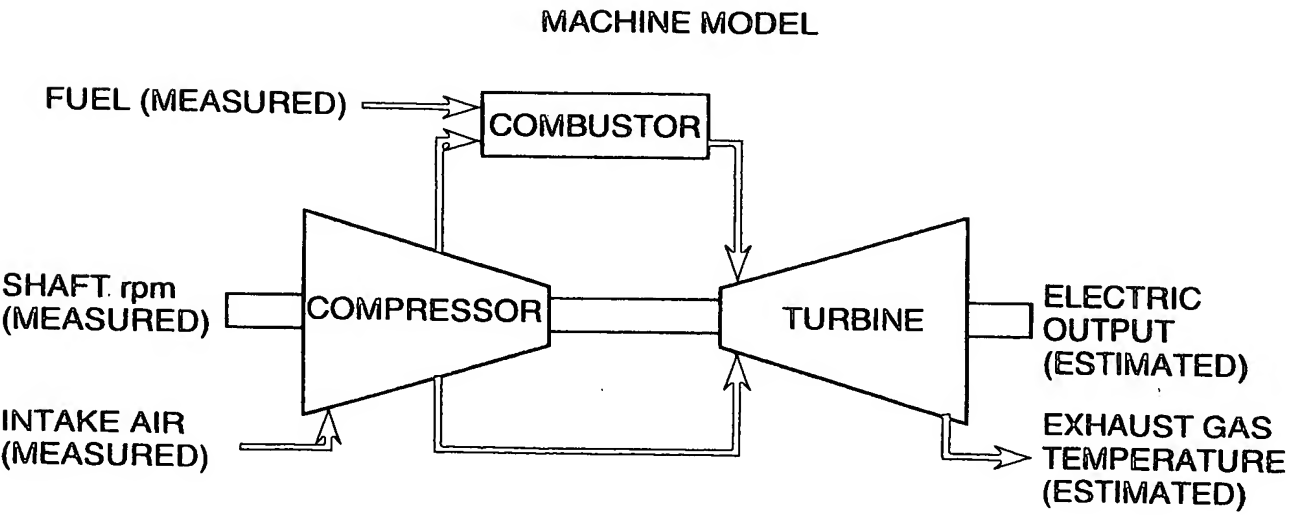 MACHINE MODEL
FUEL (MEASURED)
COMBUSTOR
SHAFT rpm
(MEASURED)
COMPRESSOR
TURBINE
ELECTRIC
OUTPUT
(ESTIMATED)
INTAKE AIR
(MEASURED)
EXHAUST GAS
TEMPERATURE
(ESTIMATED)